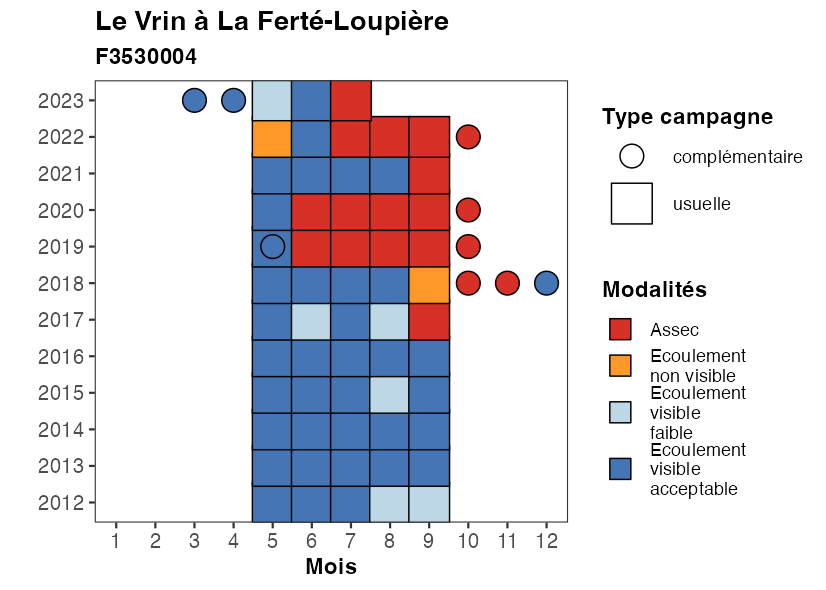 Le Vrin à La Ferté-Loupière
F3530004
2023
2022
2021
2020
2019
2018
2017
2016
2015
2014
2013
2012
1 2 3 4 5 6 7 8 9 10 11 12
Mois
Type campagne
complémentaire
usuelle
Modalités
Assec
Ecoulement
non visible
Ecoulement
visible
faible
Ecoulement
visible
acceptable